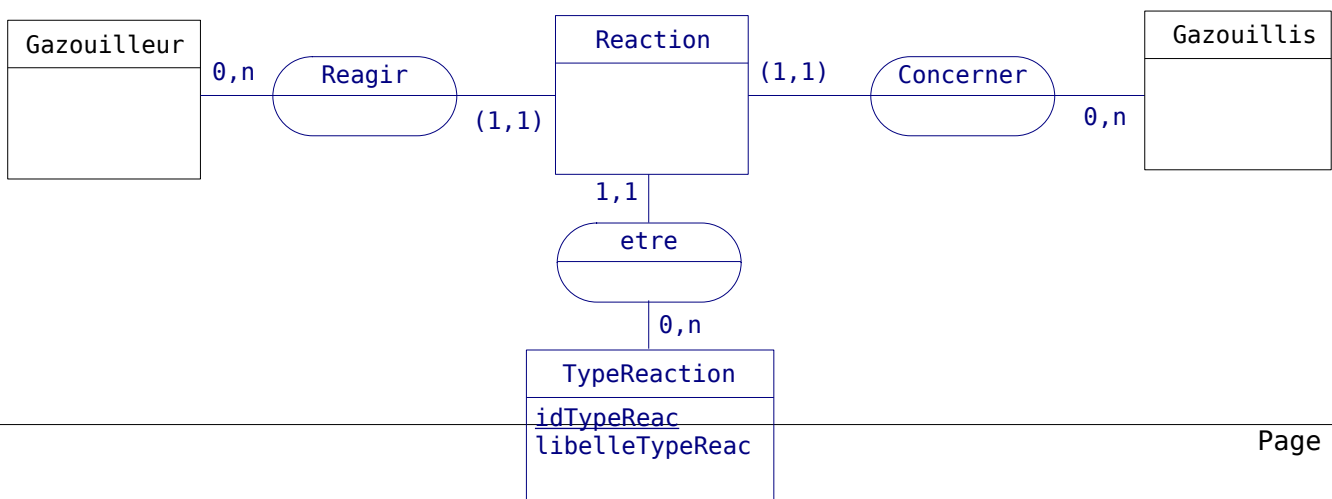 Gazouilleur
0,n
Reagir
(1,1)
Reaction
(1,1)
Concerner
0,n
Gazouillis
1,1
etre
0,n
TypeReaction
idTypeReac
libelleTypeReac
Page